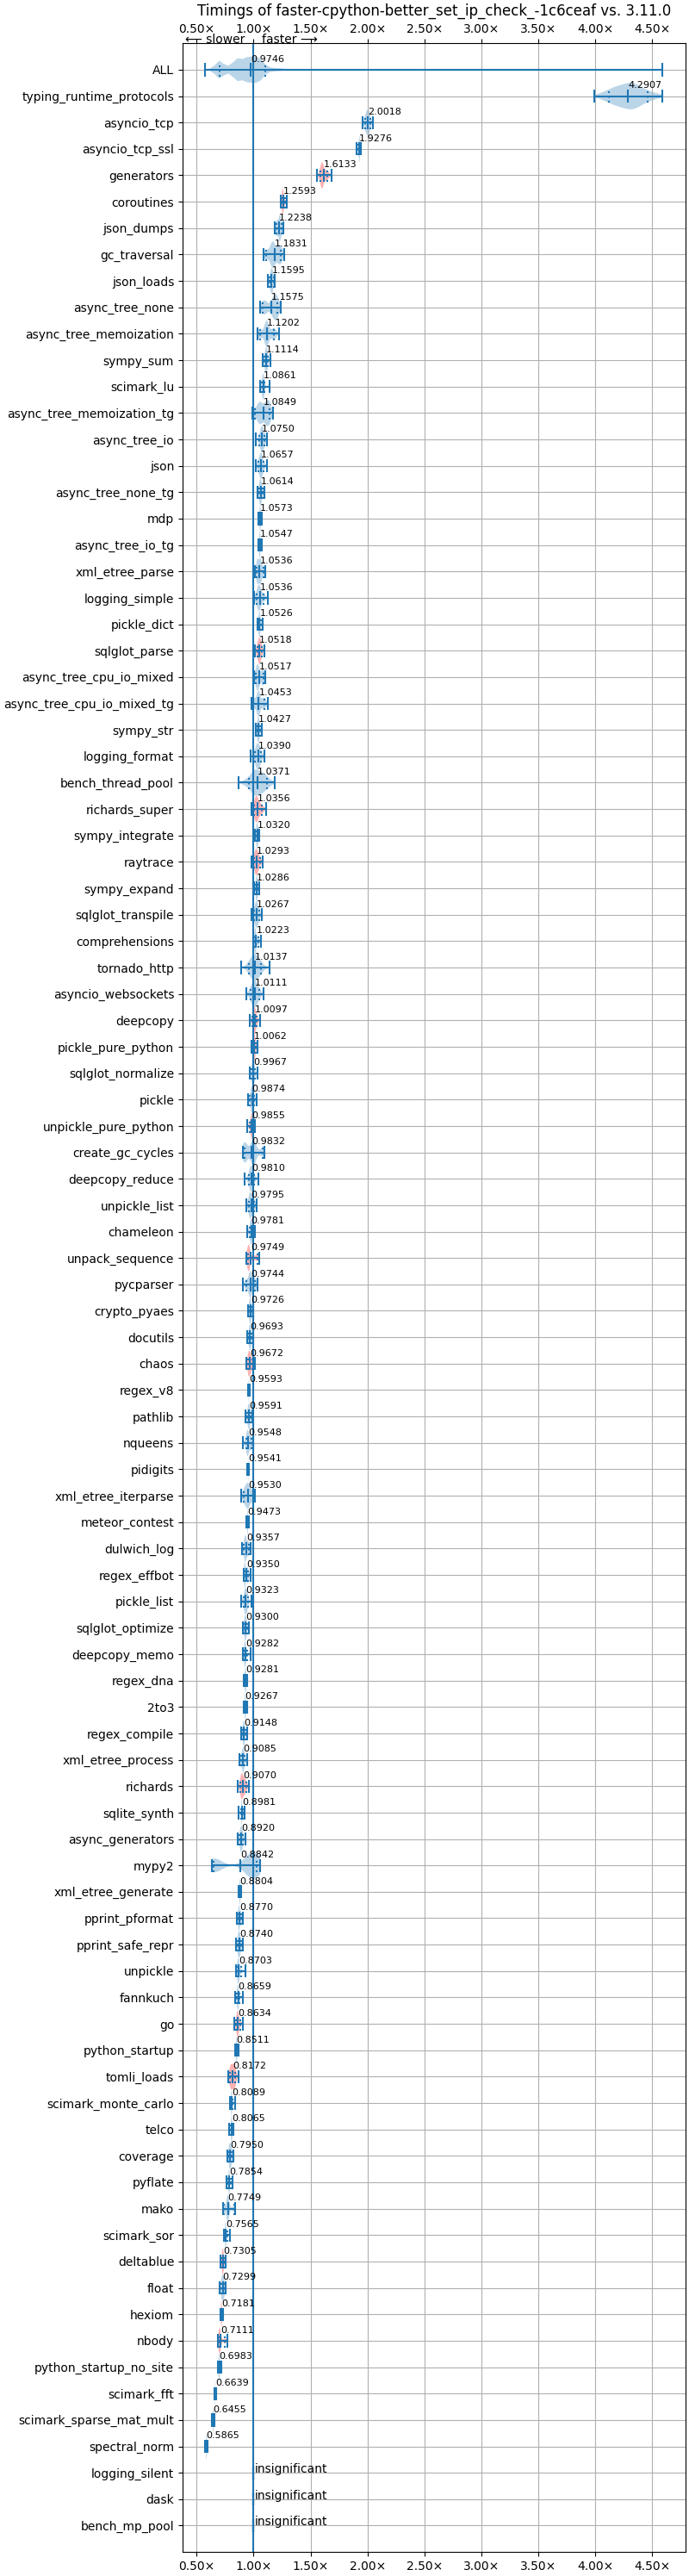 Timings of faster-cpython-better_set_ip_check_-1c6ceaf vs. 3.11.0
0.50× 1.00× 1.50× 2.00× 2.50× 3.00× 3.50× 4.00× 4.50×
⟵ slower faster ⟶
ALL 0.9746
typing_runtime_protocols 4.2907
asyncio_tcp 2.0018
asyncio_tcp_ssl 1.9276
generators 1.6133
coroutines 1.2593
json_dumps 1.2238
gc_traversal 1.1831
json_loads 1.1595
async_tree_none 1.1575
async_tree_memoization 1.1202
sympy_sum 1.1114
scimark_lu 1.0861
async_tree_memoization_tg 1.0849
async_tree_io 1.0750
json 1.0657
async_tree_none_tg 1.0614
mdp 1.0573
async_tree_io_tg 1.0547
xml_etree_parse 1.0536
logging_simple 1.0536
pickle_dict 1.0526
sqlglot_parse 1.0518
async_tree_cpu_io_mixed 1.0517
async_tree_cpu_io_mixed_tg 1.0453
sympy_str 1.0427
logging_format 1.0390
bench_thread_pool 1.0371
richards_super 1.0356
sympy_integrate 1.0320
raytrace 1.0293
sympy_expand 1.0286
sqlglot_transpile 1.0267
comprehensions 1.0223
tornado_http 1.0137
asyncio_websockets 1.0111
deepcopy 1.0097
pickle_pure_python 1.0062
sqlglot_normalize 0.9967
pickle 0.9874
unpickle_pure_python 0.9855
create_gc_cycles 0.9832
deepcopy_reduce 0.9810
unpickle_list 0.9795
chameleon 0.9781
unpack_sequence 0.9749
pycparser 0.9744
crypto_pyaes 0.9726
docutils 0.9693
chaos 0.9672
regex_v8 0.9593
pathlib 0.9591
nqueens 0.9548
pidigits 0.9541
xml_etree_iterparse 0.9530
meteor_contest 0.9473
dulwich_log 0.9357
regex_effbot 0.9350
pickle_list 0.9323
sqlglot_optimize 0.9300
deepcopy_memo 0.9282
regex_dna 0.9281
2to3 0.9267
regex_compile 0.9148
xml_etree_process 0.9085
richards 0.9070
sqlite_synth 0.8981
async_generators 0.8920
mypy2 0.8842
xml_etree_generate 0.8804
pprint_pformat 0.8770
pprint_safe_repr 0.8740
unpickle 0.8703
fannkuch 0.8659
go 0.8634
python_startup 0.8511
tomli_loads 0.8172
scimark_monte_carlo 0.8089
telco 0.8065
coverage 0.7950
pyflate 0.7854
mako 0.7749
scimark_sor 0.7565
deltablue 0.7305
float 0.7299
hexiom 0.7181
nbody 0.7111
python_startup_no_site 0.6983
scimark_fft 0.6639
scimark_sparse_mat_mult 0.6455
spectral_norm 0.5865
logging_silent insignificant
dask insignificant
bench_mp_pool insignificant
0.50× 1.00× 1.50× 2.00× 2.50× 3.00× 3.50× 4.00× 4.50×